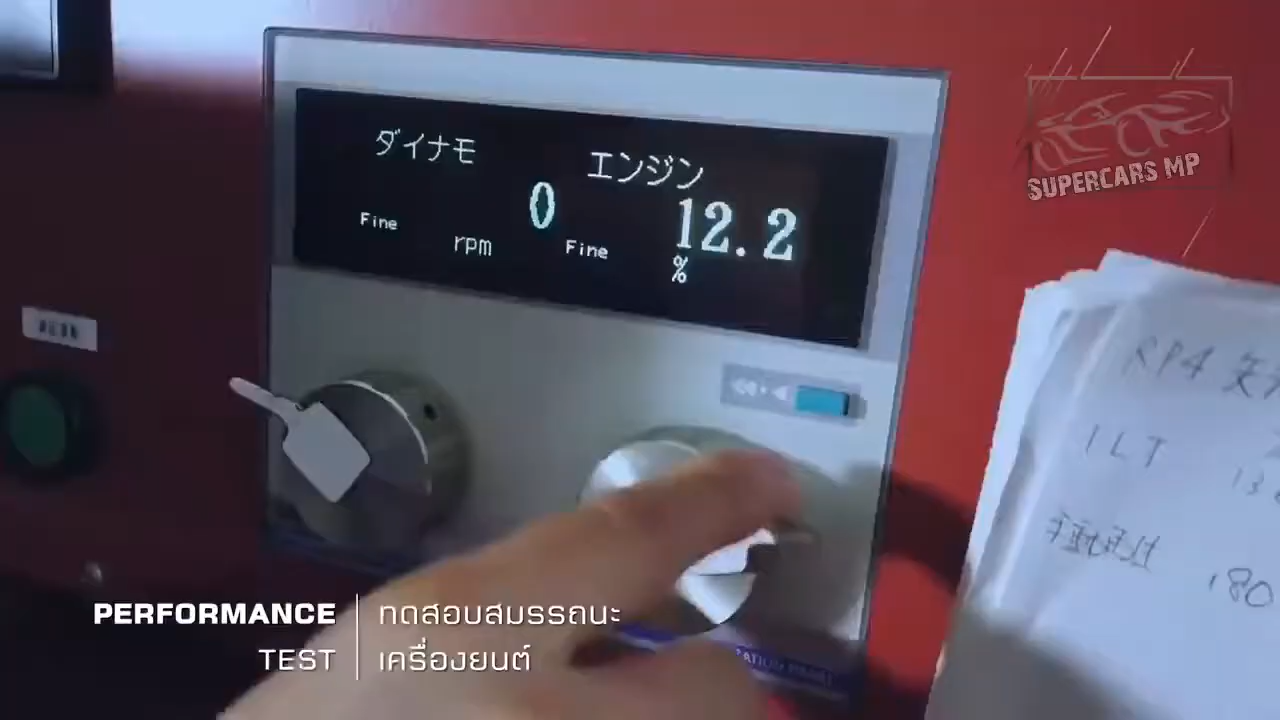 ダイナモ
エンジン
0
12.2
Fine
rpm
Fine
%
SUPERCARS MP
RP4
1LT
180
PERFORMANCE
TEST
ทดสอบสมรรถนะ
เครื่องยนต์